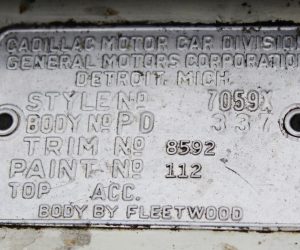 CADILLAC MOTOR CAR DIVISION
GENERAL MOTORS CORPORATION
DETROIT, MICH.
STYLE Nº 7059X
BODY Nº PD 337
TRIM Nº 8592
PAINT Nº 112
TOP ACC.
BODY BY FLEETWOOD